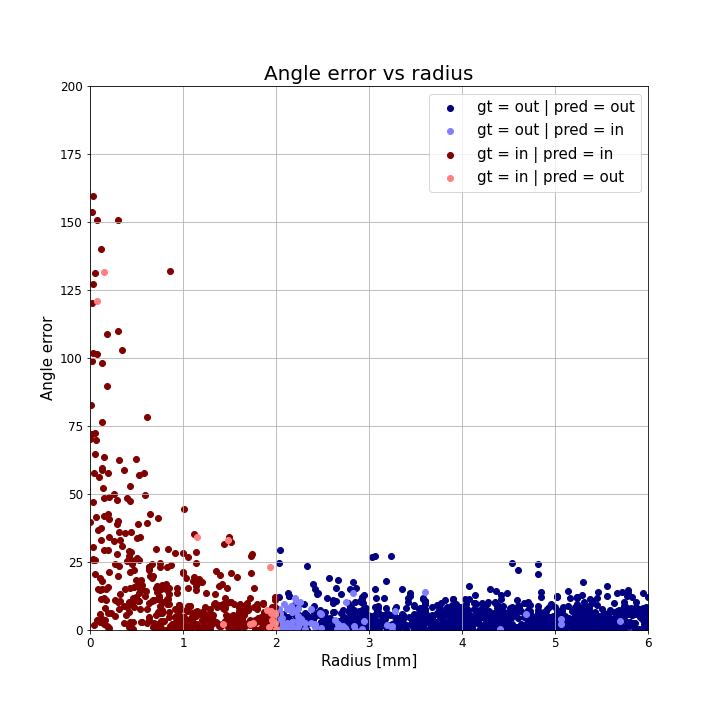 Angle error vs radius
200
175
150
125
100
75
50
25
0
Angle error
gt = out | pred = out
gt = out | pred = in
gt = in | pred = in
gt = in | pred = out
0 1 2 3 4 5 6
Radius [mm]